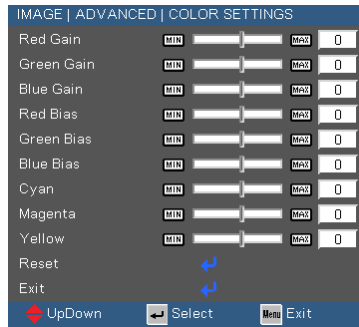 IMAGE | ADVANCED | COLOR SETTINGS
Red Gain MIN MAX 0
Green Gain MIN MAX 0
Blue Gain MIN MAX 0
Red Bias MIN MAX 0
Green Bias MIN MAX 0
Blue Bias MIN MAX 0
Cyan MIN MAX 0
Magenta MIN MAX 0
Yellow MIN MAX 0
Reset
Exit
UpDown Select Menu Exit